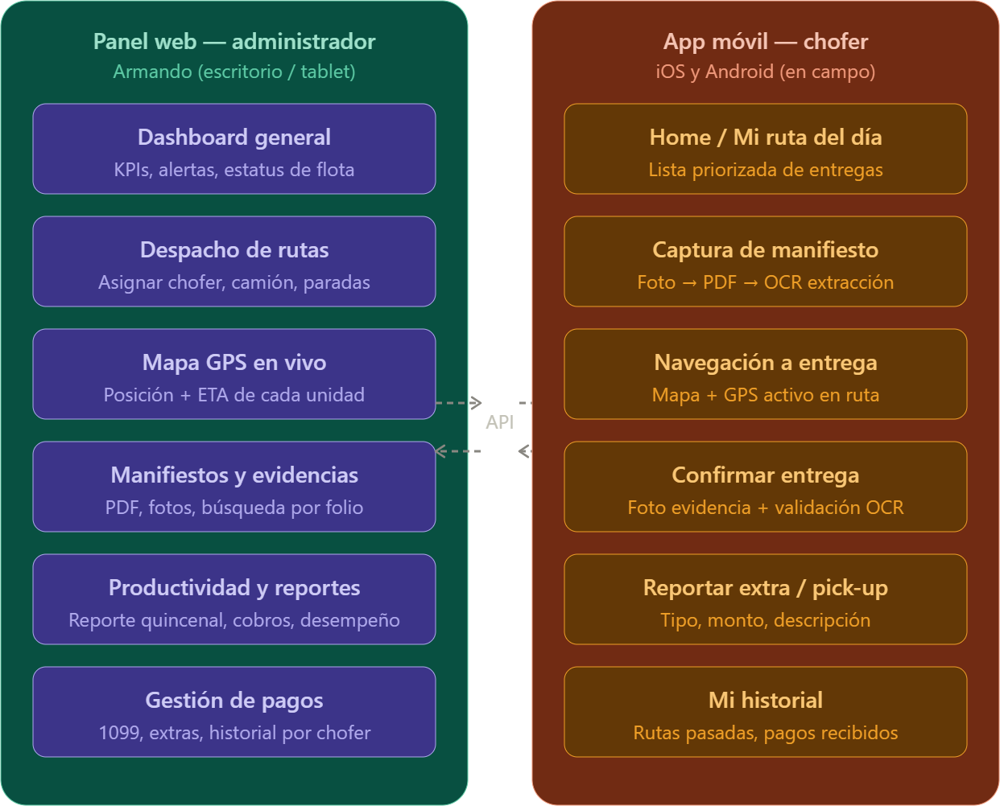 Panel web — administrador
Armando (escritorio / tablet)
Dashboard general
KPIs, alertas, estatus de flota
Despacho de rutas
Asignar chofer, camión, paradas
Mapa GPS en vivo
Posición + ETA de cada unidad
Manifiestos y evidencias
PDF, fotos, búsqueda por folio
Productividad y reportes
Reporte quincenal, cobros, desempeño
Gestión de pagos
1099, extras, historial por chofer
API
App móvil — chofer
iOS y Android (en campo)
Home / Mi ruta del día
Lista priorizada de entregas
Captura de manifiesto
Foto → PDF → OCR extracción
Navegación a entrega
Mapa + GPS activo en ruta
Confirmar entrega
Foto evidencia + validación OCR
Reportar extra / pick-up
Tipo, monto, descripción
Mi historial
Rutas pasadas, pagos recibidos